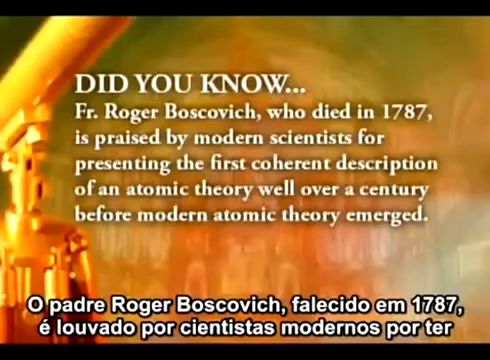 DID YOU KNOW...
Fr. Roger Boscovich, who died in 1787,
is praised by modern scientists for
presenting the first coherent description
of an atomic theory well over a century
before modern atomic theory emerged.
O padre Roger Boscovich, falecido em 1787,
é louvado por cientistas modernos por ter